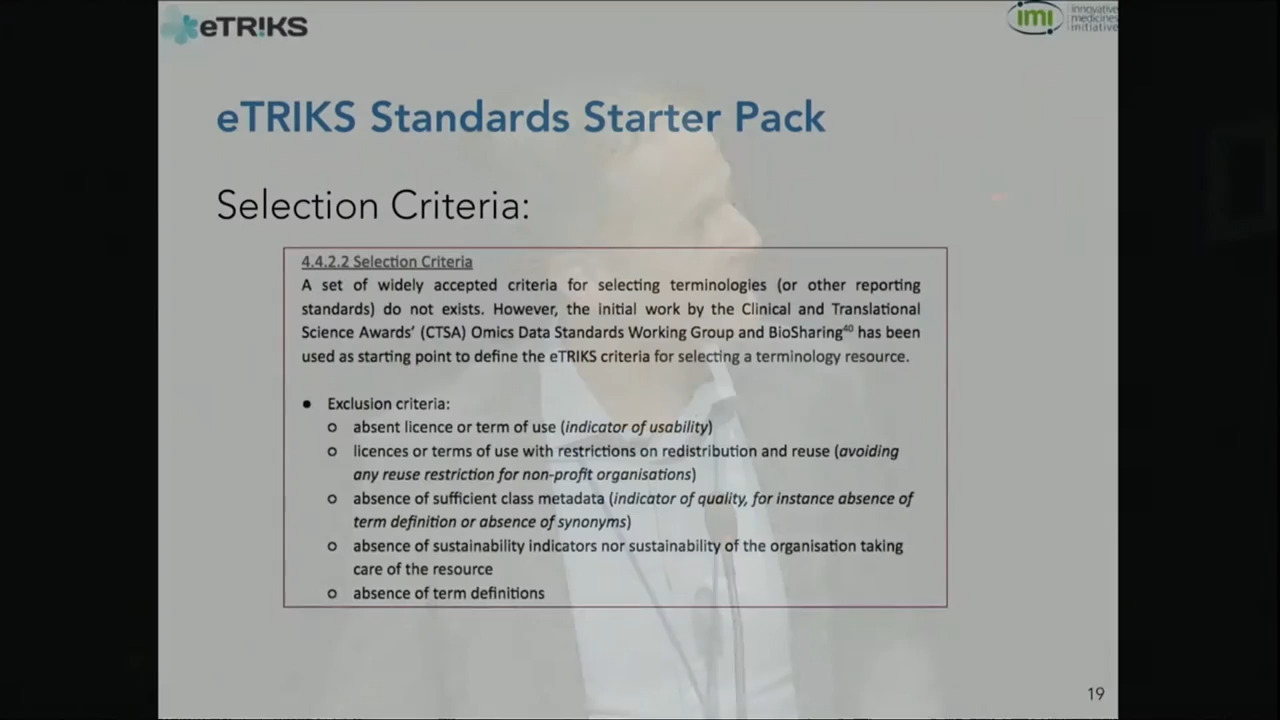 eTR!KS
imi innovative
medicines
initiative
eTRIKS Standards Starter Pack
Selection Criteria:
4.4.2.2 Selection Criteria
A set of widely accepted criteria for selecting terminologies (or other reporting
standards) do not exists. However, the initial work by the Clinical and Translational
Science Awards’ (CTSA) Omics Data Standards Working Group and BioSharing⁴⁰ has been
used as starting point to define the eTRIKS criteria for selecting a terminology resource.
● Exclusion criteria:
o absent licence or term of use (indicator of usability)
o licences or terms of use with restrictions on redistribution and reuse (avoiding
any reuse restriction for non-profit organisations)
o absence of sufficient class metadata (indicator of quality, for instance absence of
term definition or absence of synonyms)
o absence of sustainability indicators nor sustainability of the organisation taking
care of the resource
o absence of term definitions
19